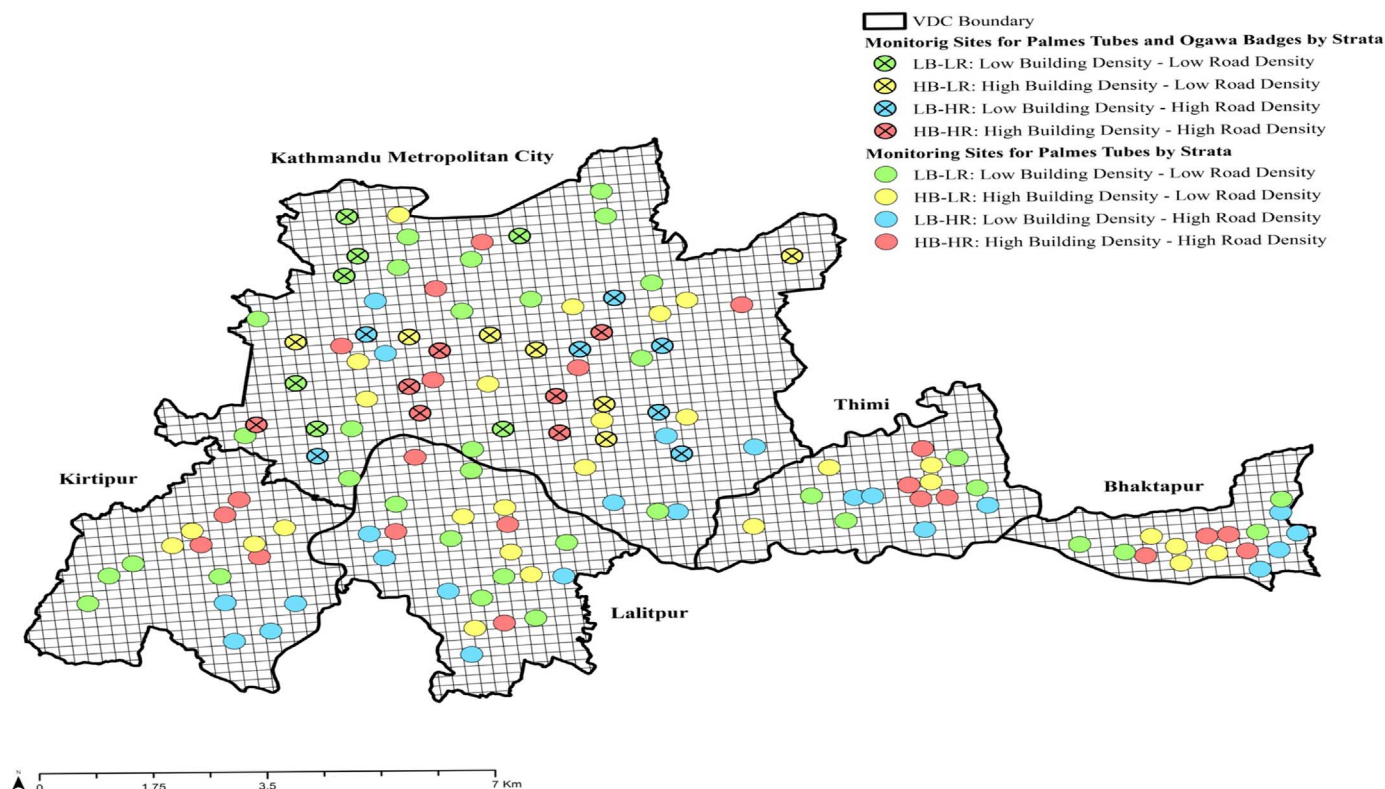 VDC Boundary
Monitorig Sites for Palmes Tubes and Ogawa Badges by Strata
LB-LR: Low Building Density - Low Road Density
HB-LR: High Building Density - Low Road Density
LB-HR: Low Building Density - High Road Density
HB-HR: High Building Density - High Road Density
Monitoring Sites for Palmes Tubes by Strata
LB-LR: Low Building Density - Low Road Density
HB-LR: High Building Density - Low Road Density
LB-HR: Low Building Density - High Road Density
HB-HR: High Building Density - High Road Density
Kathmandu Metropolitan City
Thimi
Kirtipur
Bhaktapur
Lalitpur
N
0 1.75 3.5 7 Km